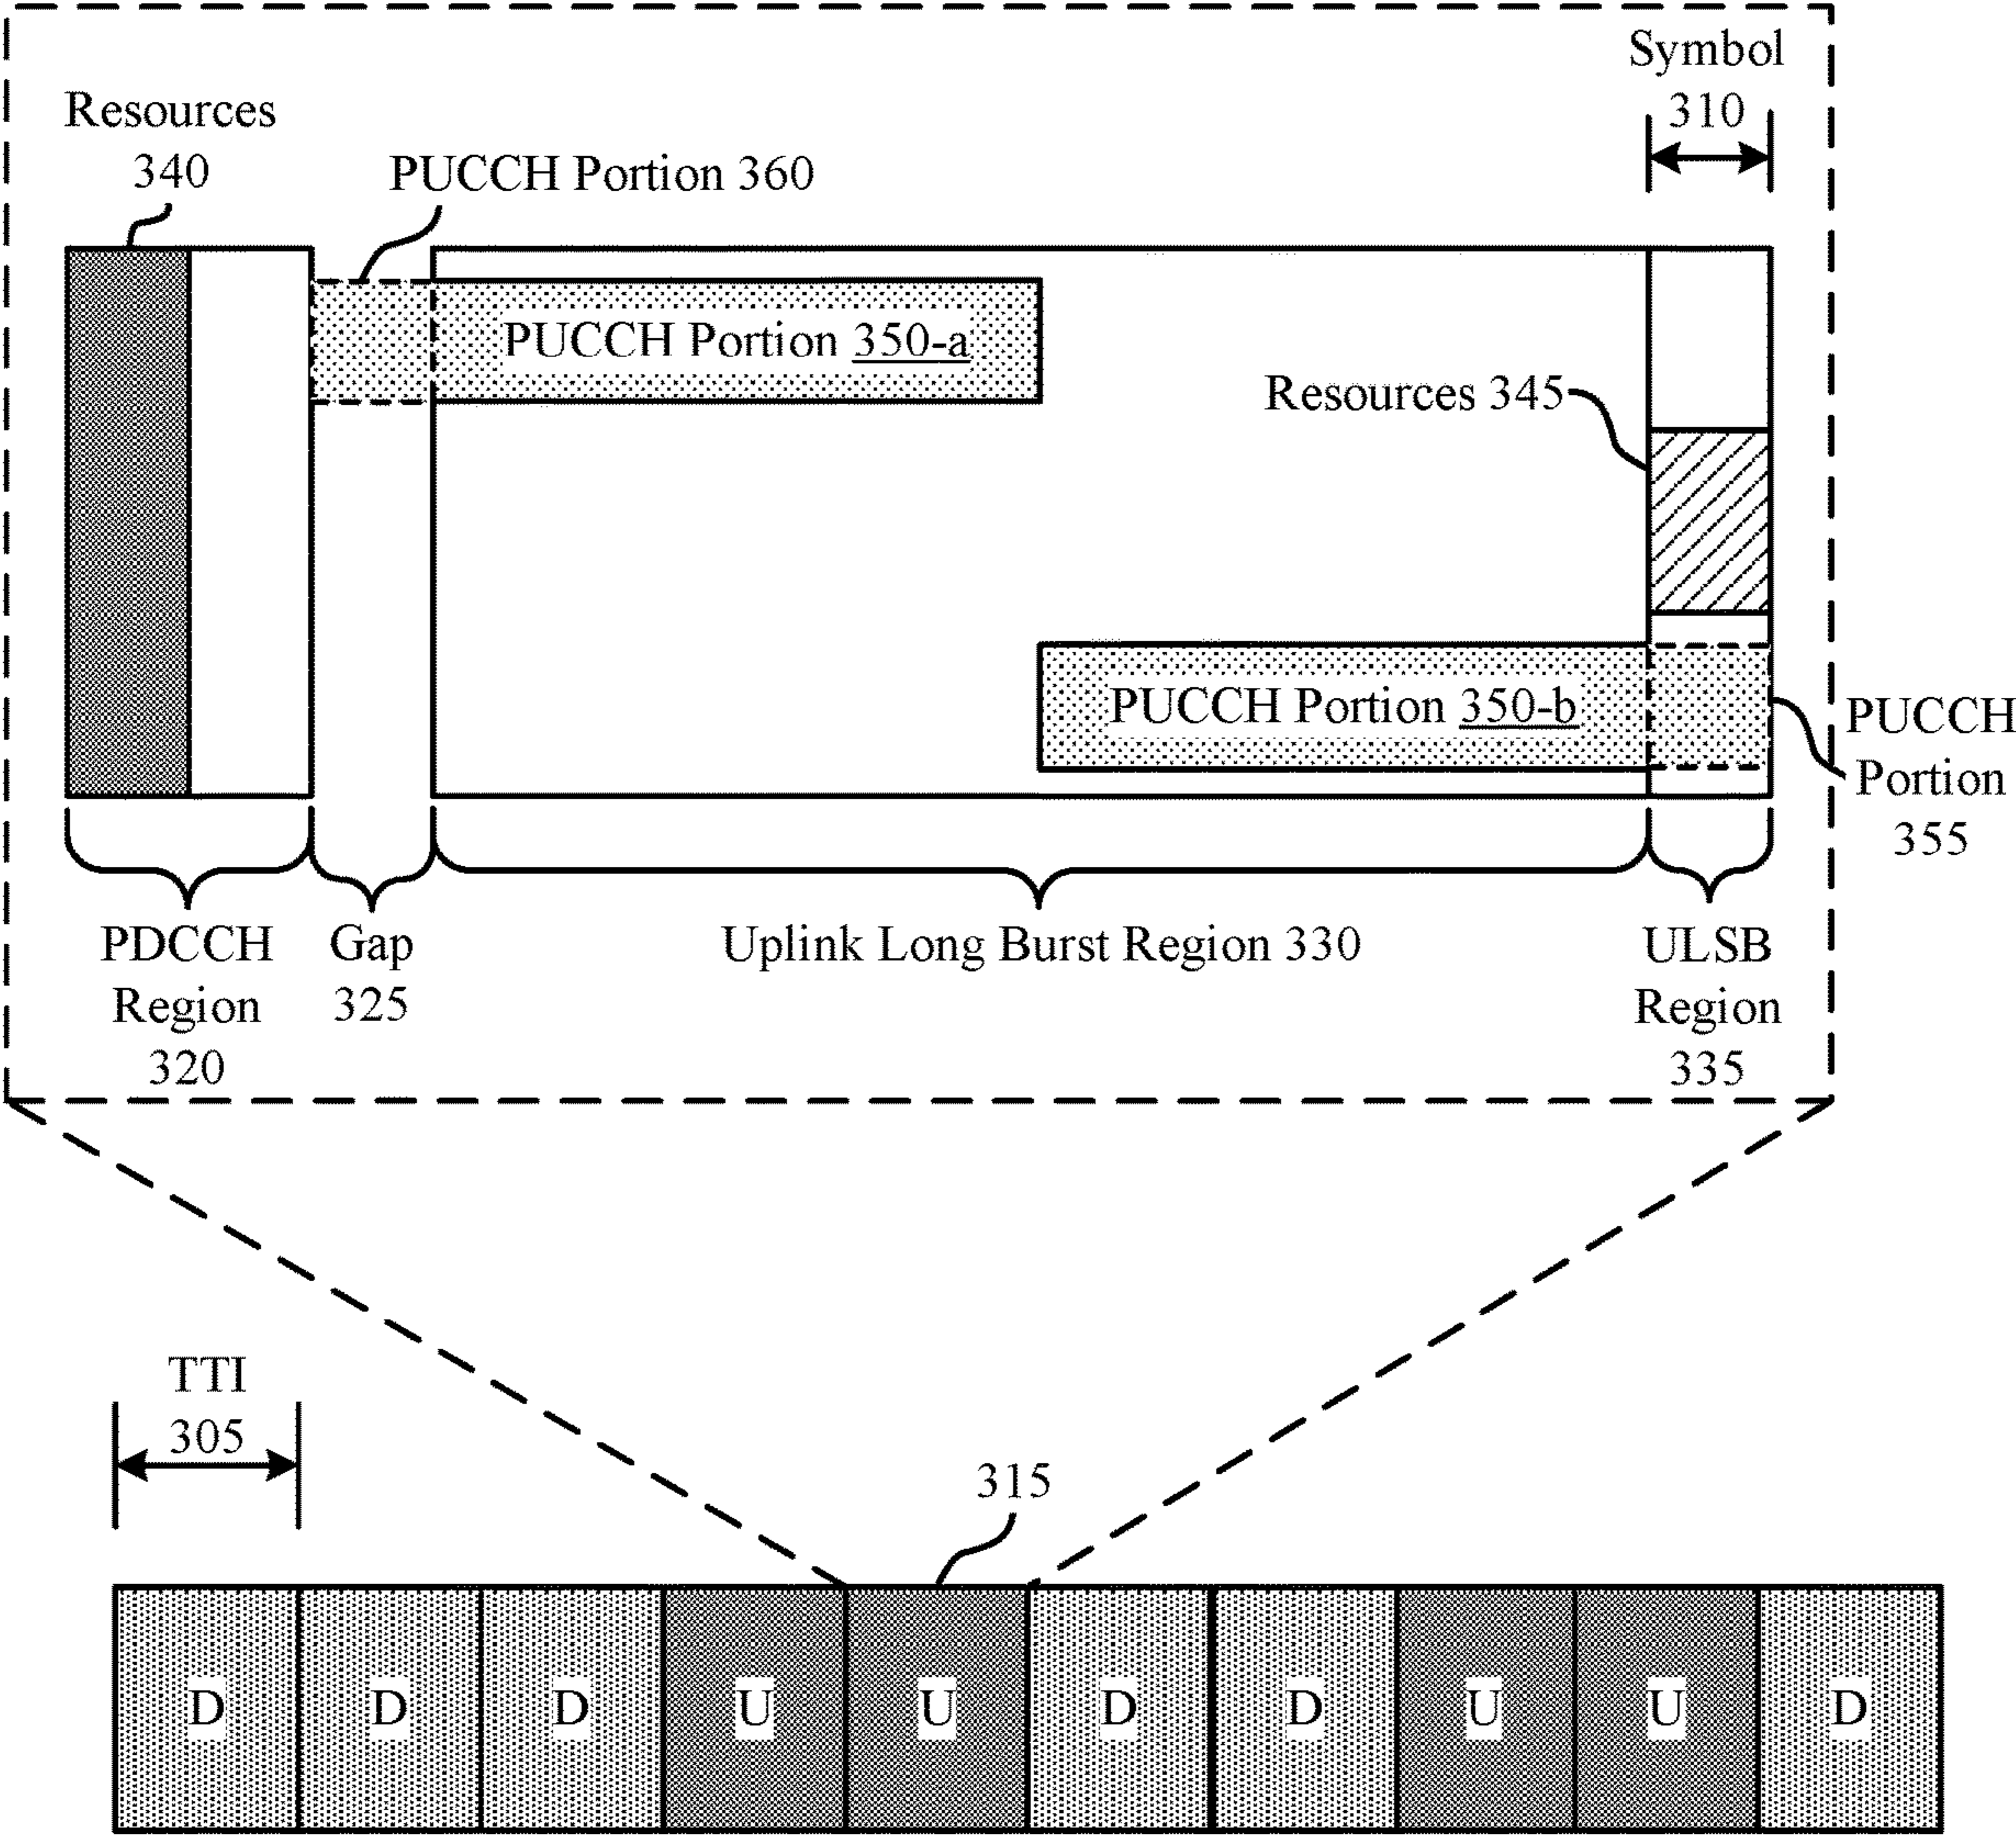 Symbol
310
Resources
340
PUCCH Portion 360
PUCCH Portion 350-a
Resources 345
PUCCH Portion 350-b
PUCCH
Portion
355
PDCCH
Region
320
Gap
325
Uplink Long Burst Region 330
ULSB
Region
335
TTI
305
315
D D D U U D D U U D